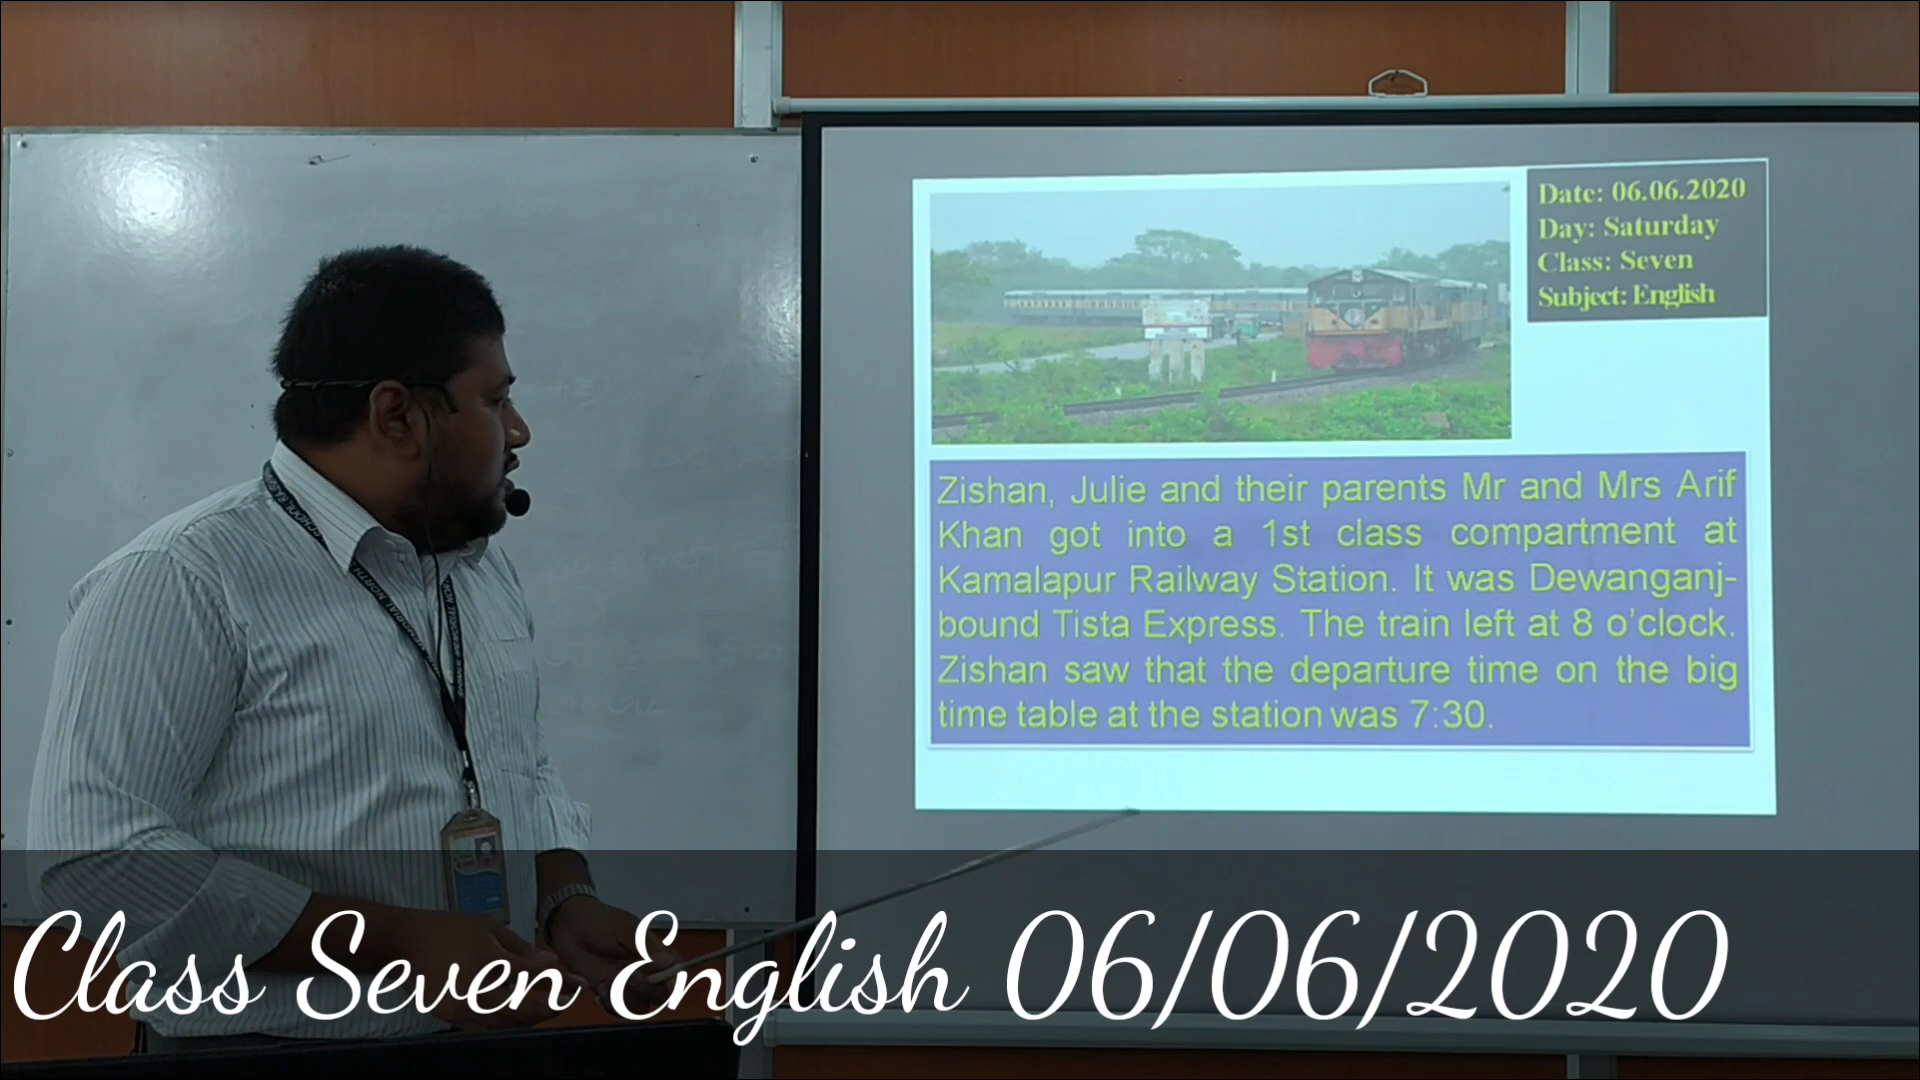 Date: 06.06.2020
Day: Saturday
Class: Seven
Subject: English
Zishan, Julie and their parents Mr and Mrs Arif
Khan got into a 1st class compartment at
Kamalapur Railway Station. It was Dewanganj-
bound Tista Express. The train left at 8 o'clock.
Zishan saw that the departure time on the big
time table at the station was 7:30.
Class Seven English 06/06/2020